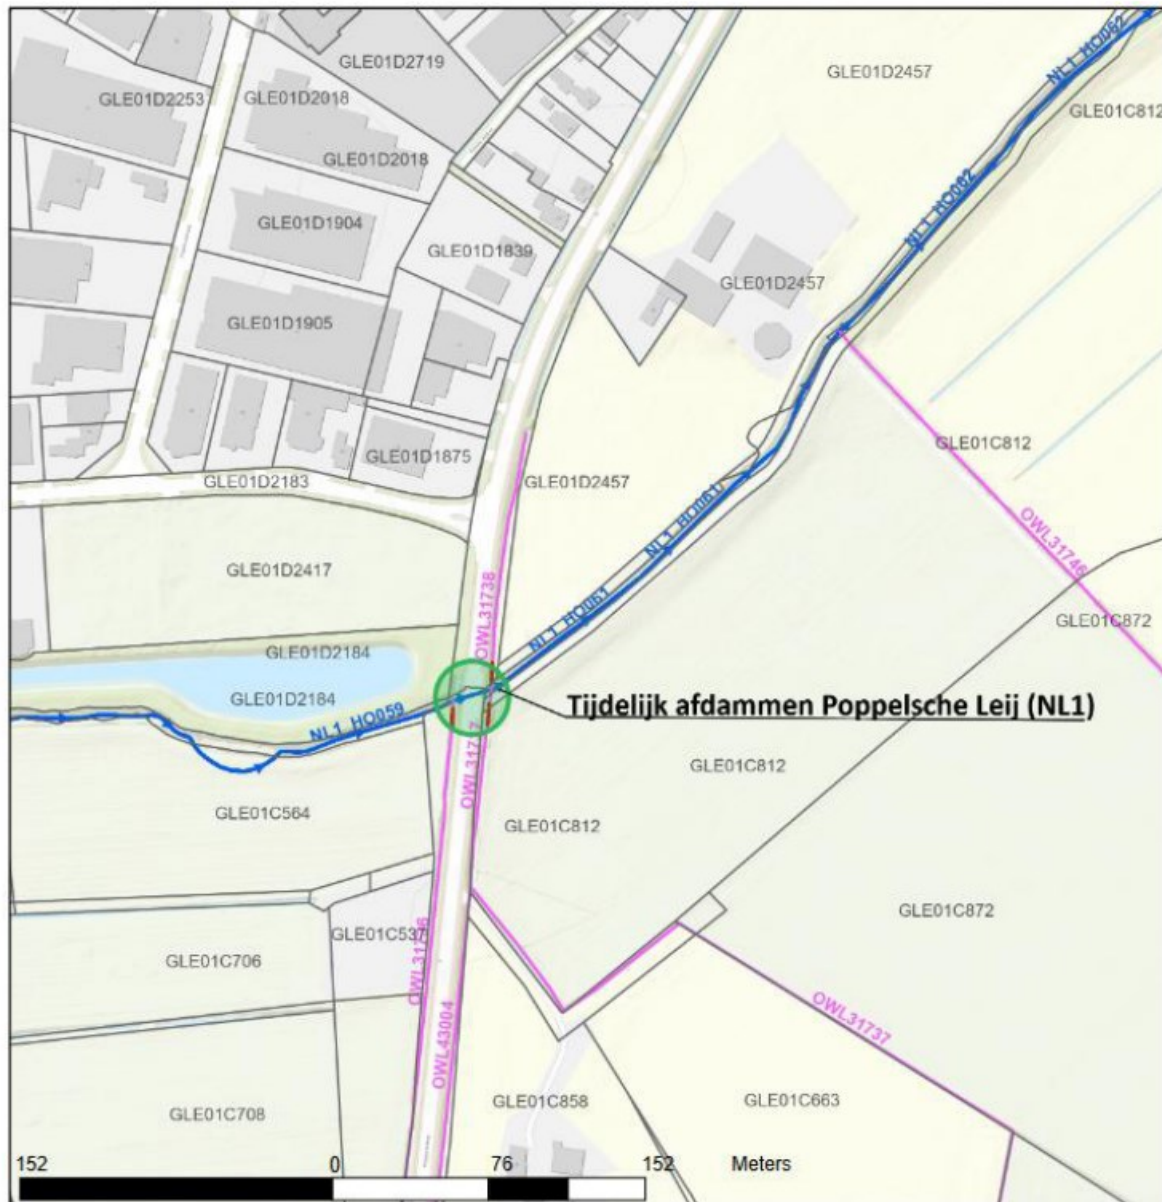 GLE01D2719
GLE01D2253
GLE01D2018
GLE01D2018
GLE01D1904
GLE01D1839
GLE01D1905
GLE01D1875
GLE01D2183
GLE01D2457
GLE01D2457
GLE01D2457
NL1_HO062
NL1_HO062
GLE01C812
GLE01C812
OWL31746
GLE01C872
NL1_HO061
NL1_HO061
GLE01D2417
OWL31738
GLE01D2184
GLE01D2184
NL1_HO059
Tijdelijk afdammen Poppelsche Leij (NL1)
GLE01C812
GLE01C564
GLE01C812
GLE01C872
GLE01C537
GLE01C706
OWL43004
OWL31737
GLE01C708
GLE01C858
GLE01C663
152 0 76 152 Meters